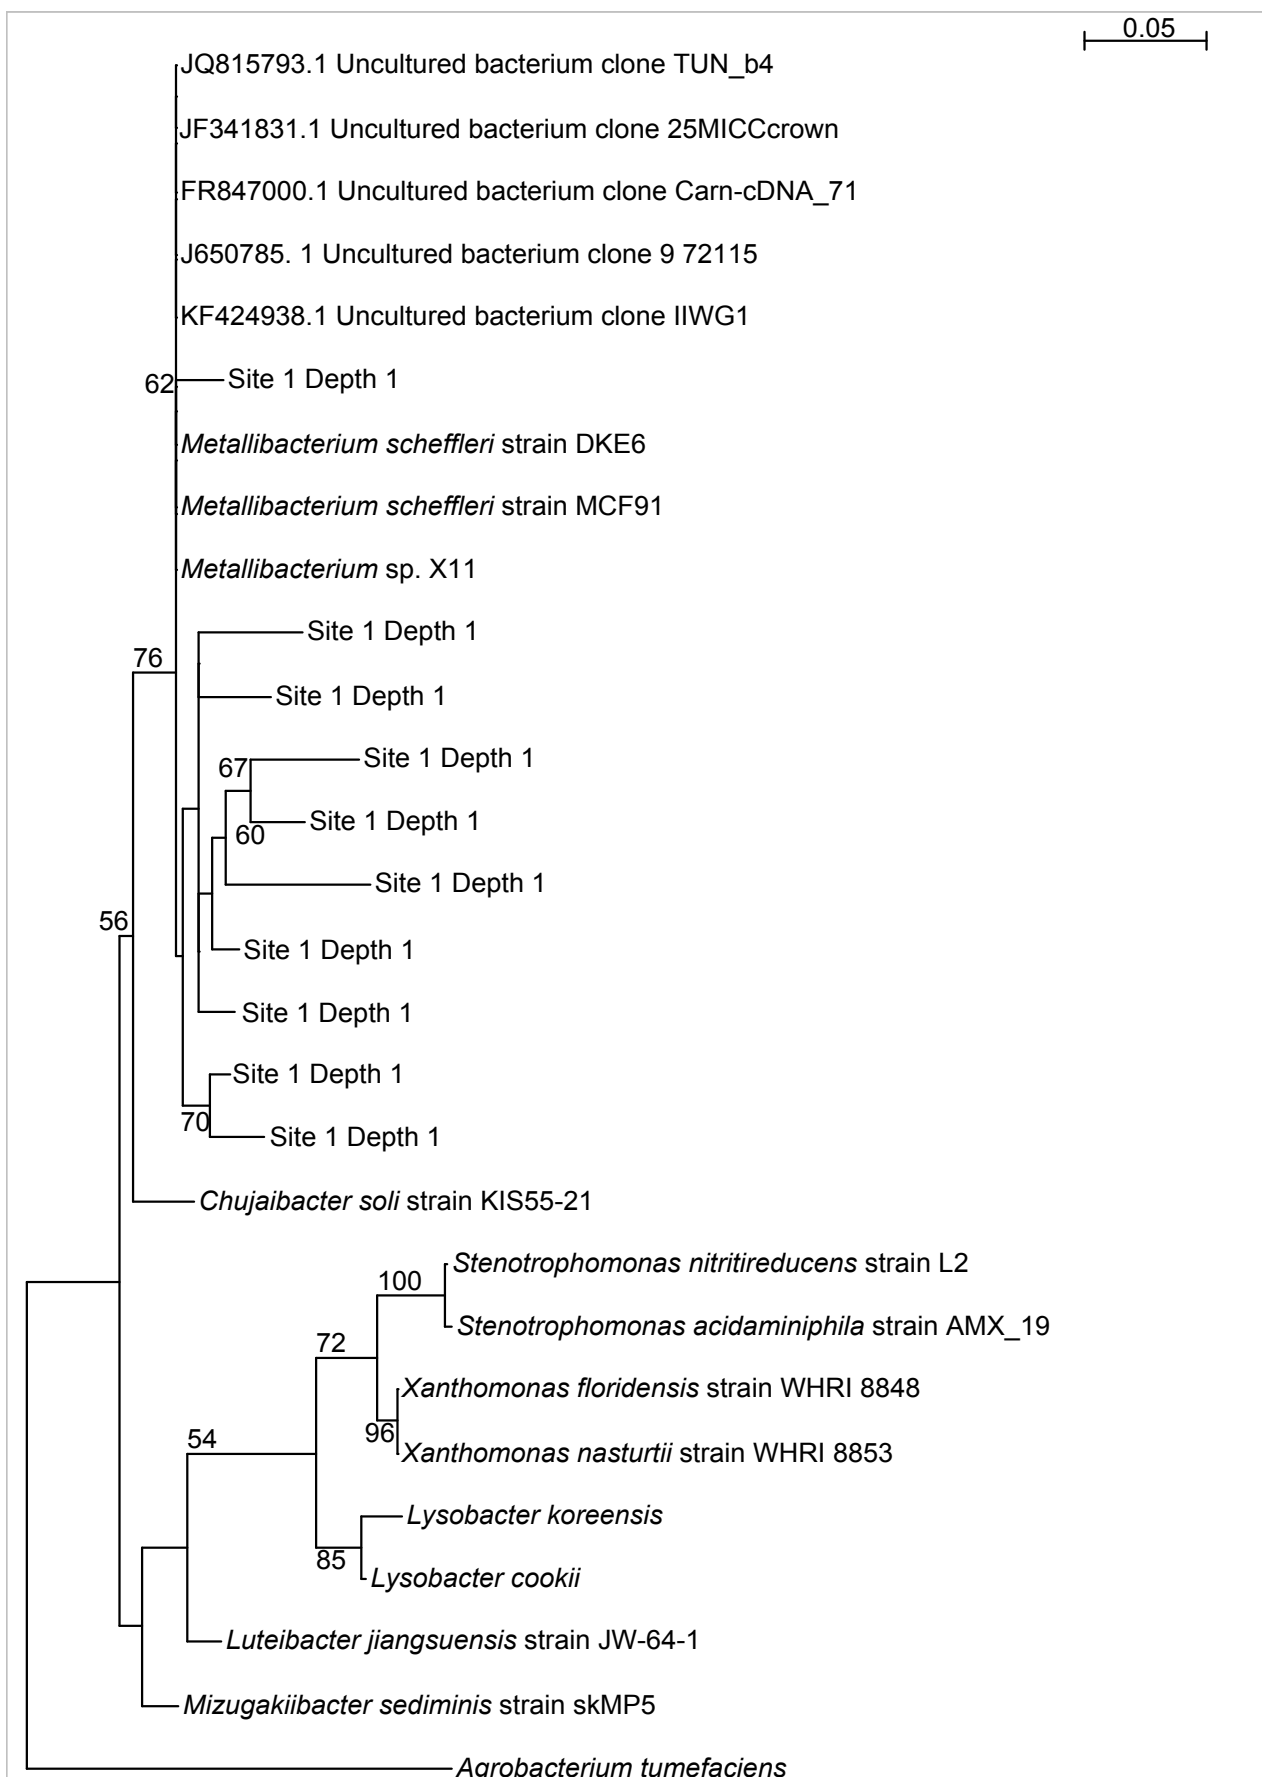 0.05
JQ815793.1 Uncultured bacterium clone TUN_b4
JF341831.1 Uncultured bacterium clone 25MICCcrown
FR847000.1 Uncultured bacterium clone Carn-cDNA_71
J650785. 1 Uncultured bacterium clone 9 72115
KF424938.1 Uncultured bacterium clone IIWG1
62
Site 1 Depth 1
Metallibacterium scheffleri strain DKE6
Metallibacterium scheffleri strain MCF91
Metallibacterium sp. X11
Site 1 Depth 1
76
Site 1 Depth 1
67
Site 1 Depth 1
Site 1 Depth 1
60
Site 1 Depth 1
56
Site 1 Depth 1
Site 1 Depth 1
Site 1 Depth 1
70
Site 1 Depth 1
Chujaibacter soli strain KIS55-21
Stenotrophomonas nitritireducens strain L2
100
Stenotrophomonas acidaminiphila strain AMX_19
72
Xanthomonas floridensis strain WHRI 8848
96
54
Xanthomonas nasturtii strain WHRI 8853
Lysobacter koreensis
85
Lysobacter cookii
Luteibacter jiangsuensis strain JW-64-1
Mizugakiibacter sediminis strain skMP5
Agrobacterium tumefaciens